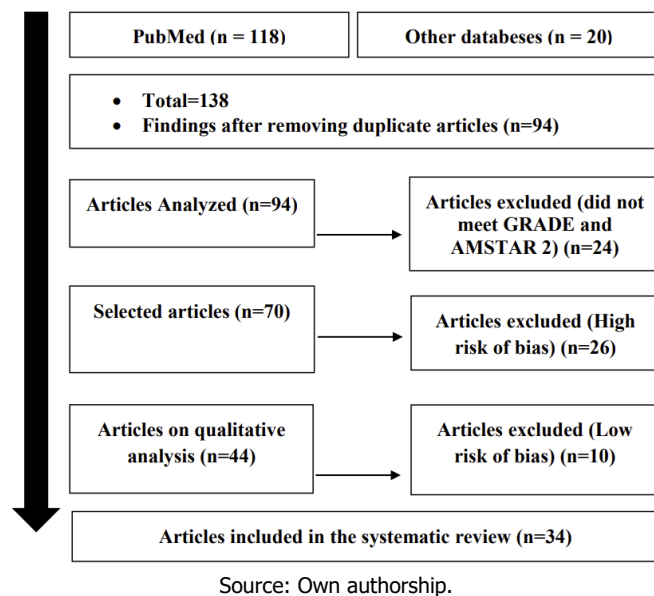 PubMed (n = 118)
Other databeses (n = 20)
• Total=138
• Findings after removing duplicate articles (n=94)
Articles Analyzed (n=94)
Articles excluded (did not
meet GRADE and
AMSTAR 2) (n=24)
Selected articles (n=70)
Articles excluded (High
risk of bias) (n=26)
Articles on qualitative
analysis (n=44)
Articles excluded (Low
risk of bias) (n=10)
Articles included in the systematic review (n=34)
Source: Own authorship.